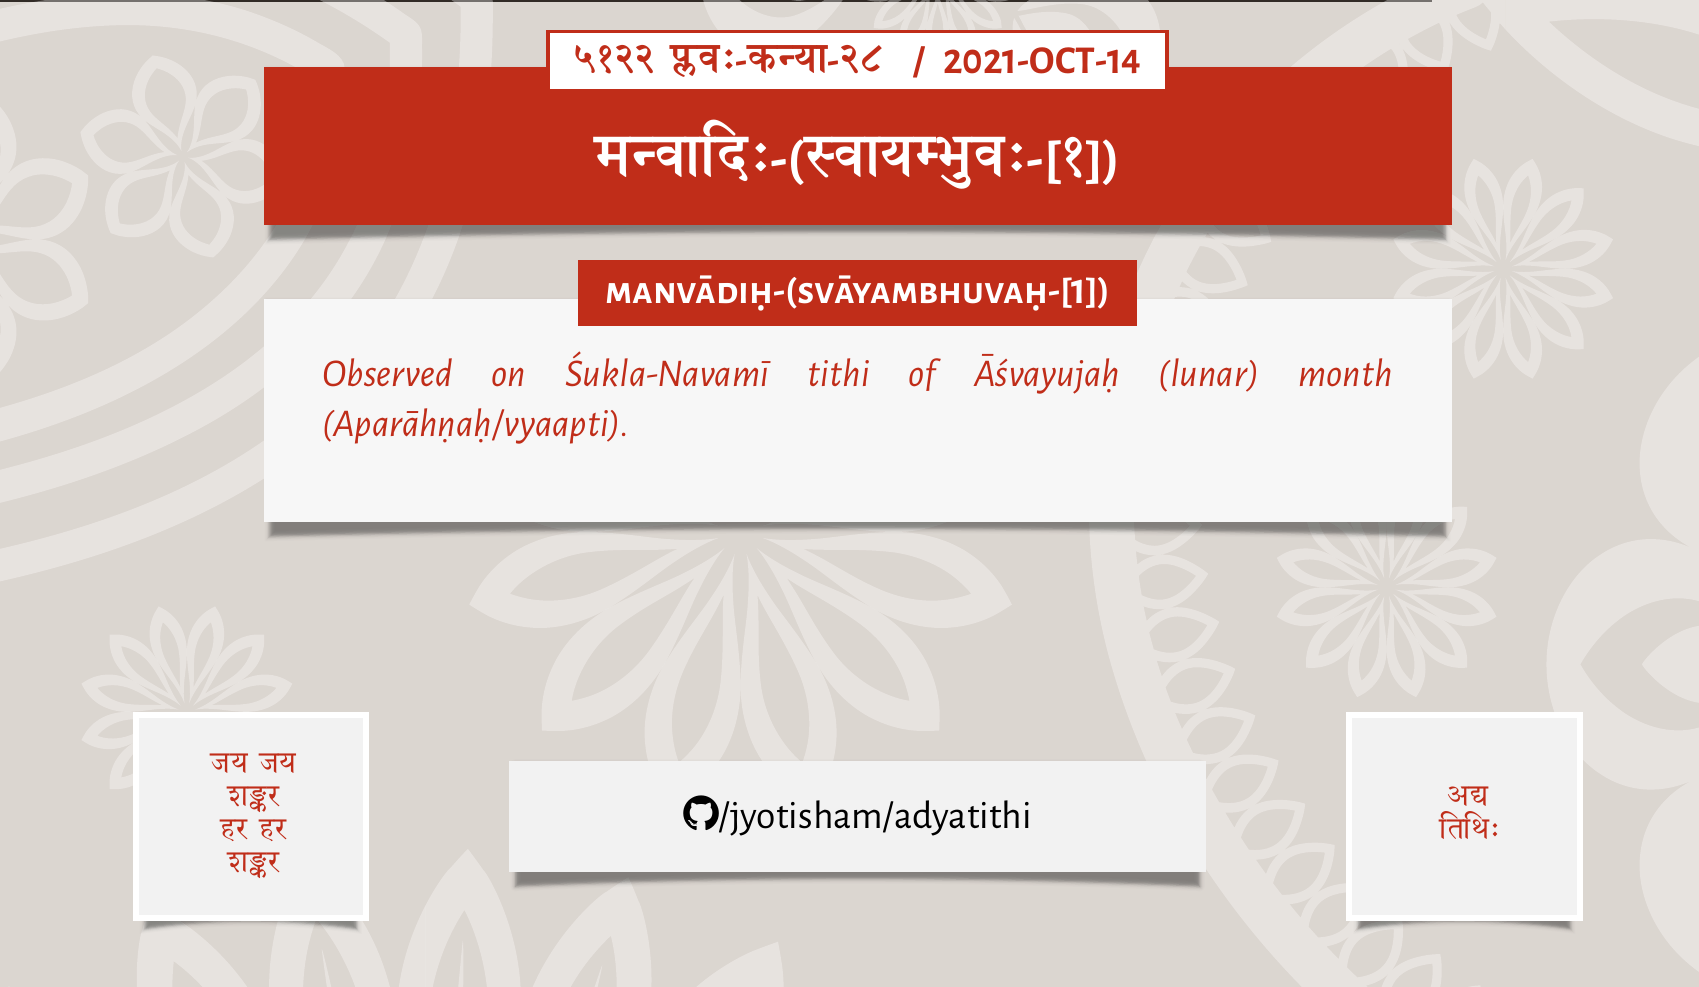 ५१२२ प्लवः-कन्या-२८ / 2021-OCT-14
मन्वादिः-(स्वायम्भुवः-[१])
MANVĀDIḤ-(SVĀYAMBHUVAḤ-[1])
Observed on Śukla-Navamī tithi of Āśvayujaḥ (lunar) month
(Aparāhṇaḥ/vyaapti).
जय जय
शङ्कर
हर हर
शङ्कर
/jyotisham/adyatithi
अद्य
तिथिः